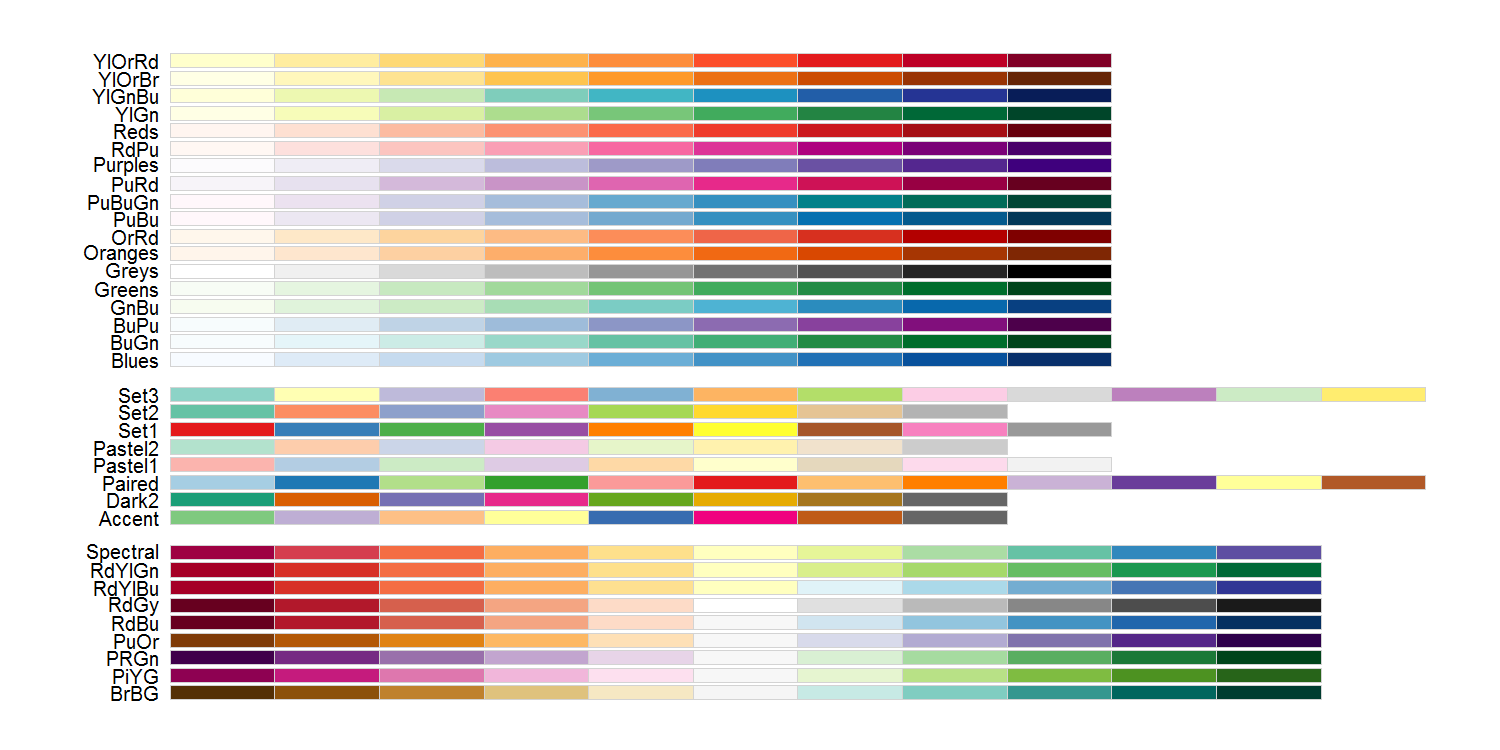 YlOrRd
YlOrBr
YlGnBu
YlGn
Reds
RdPu
Purples
PuRd
PuBuGn
PuBu
OrRd
Oranges
Greys
Greens
GnBu
BuPu
BuGn
Blues
Set3
Set2
Set1
Pastel2
Pastel1
Paired
Dark2
Accent
Spectral
RdYlGn
RdYlBu
RdGy
RdBu
PuOr
PRGn
PiYG
BrBG